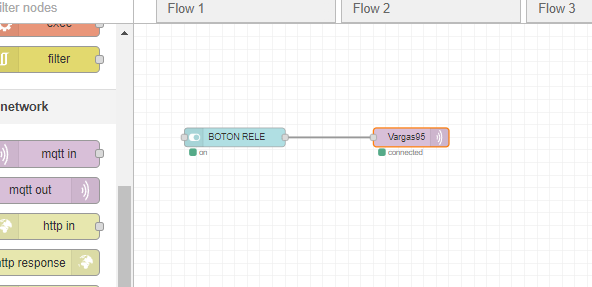 ilter nodes
Flow 1
Flow 2
Flow 3
exec
filter
network
mqtt in
mqtt out
http in
http response
BOTON RELE
on
Vargas95
connected